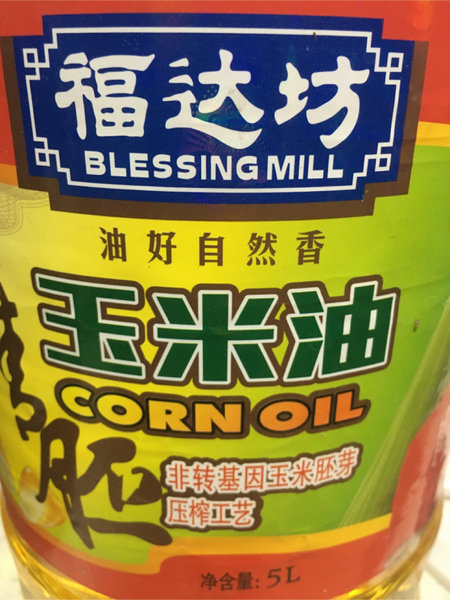 福达坊
BLESSING MILL
油好自然香
玉米油
CORN OIL
胚
非转基因玉米胚芽
压榨工艺
净含量: 5L